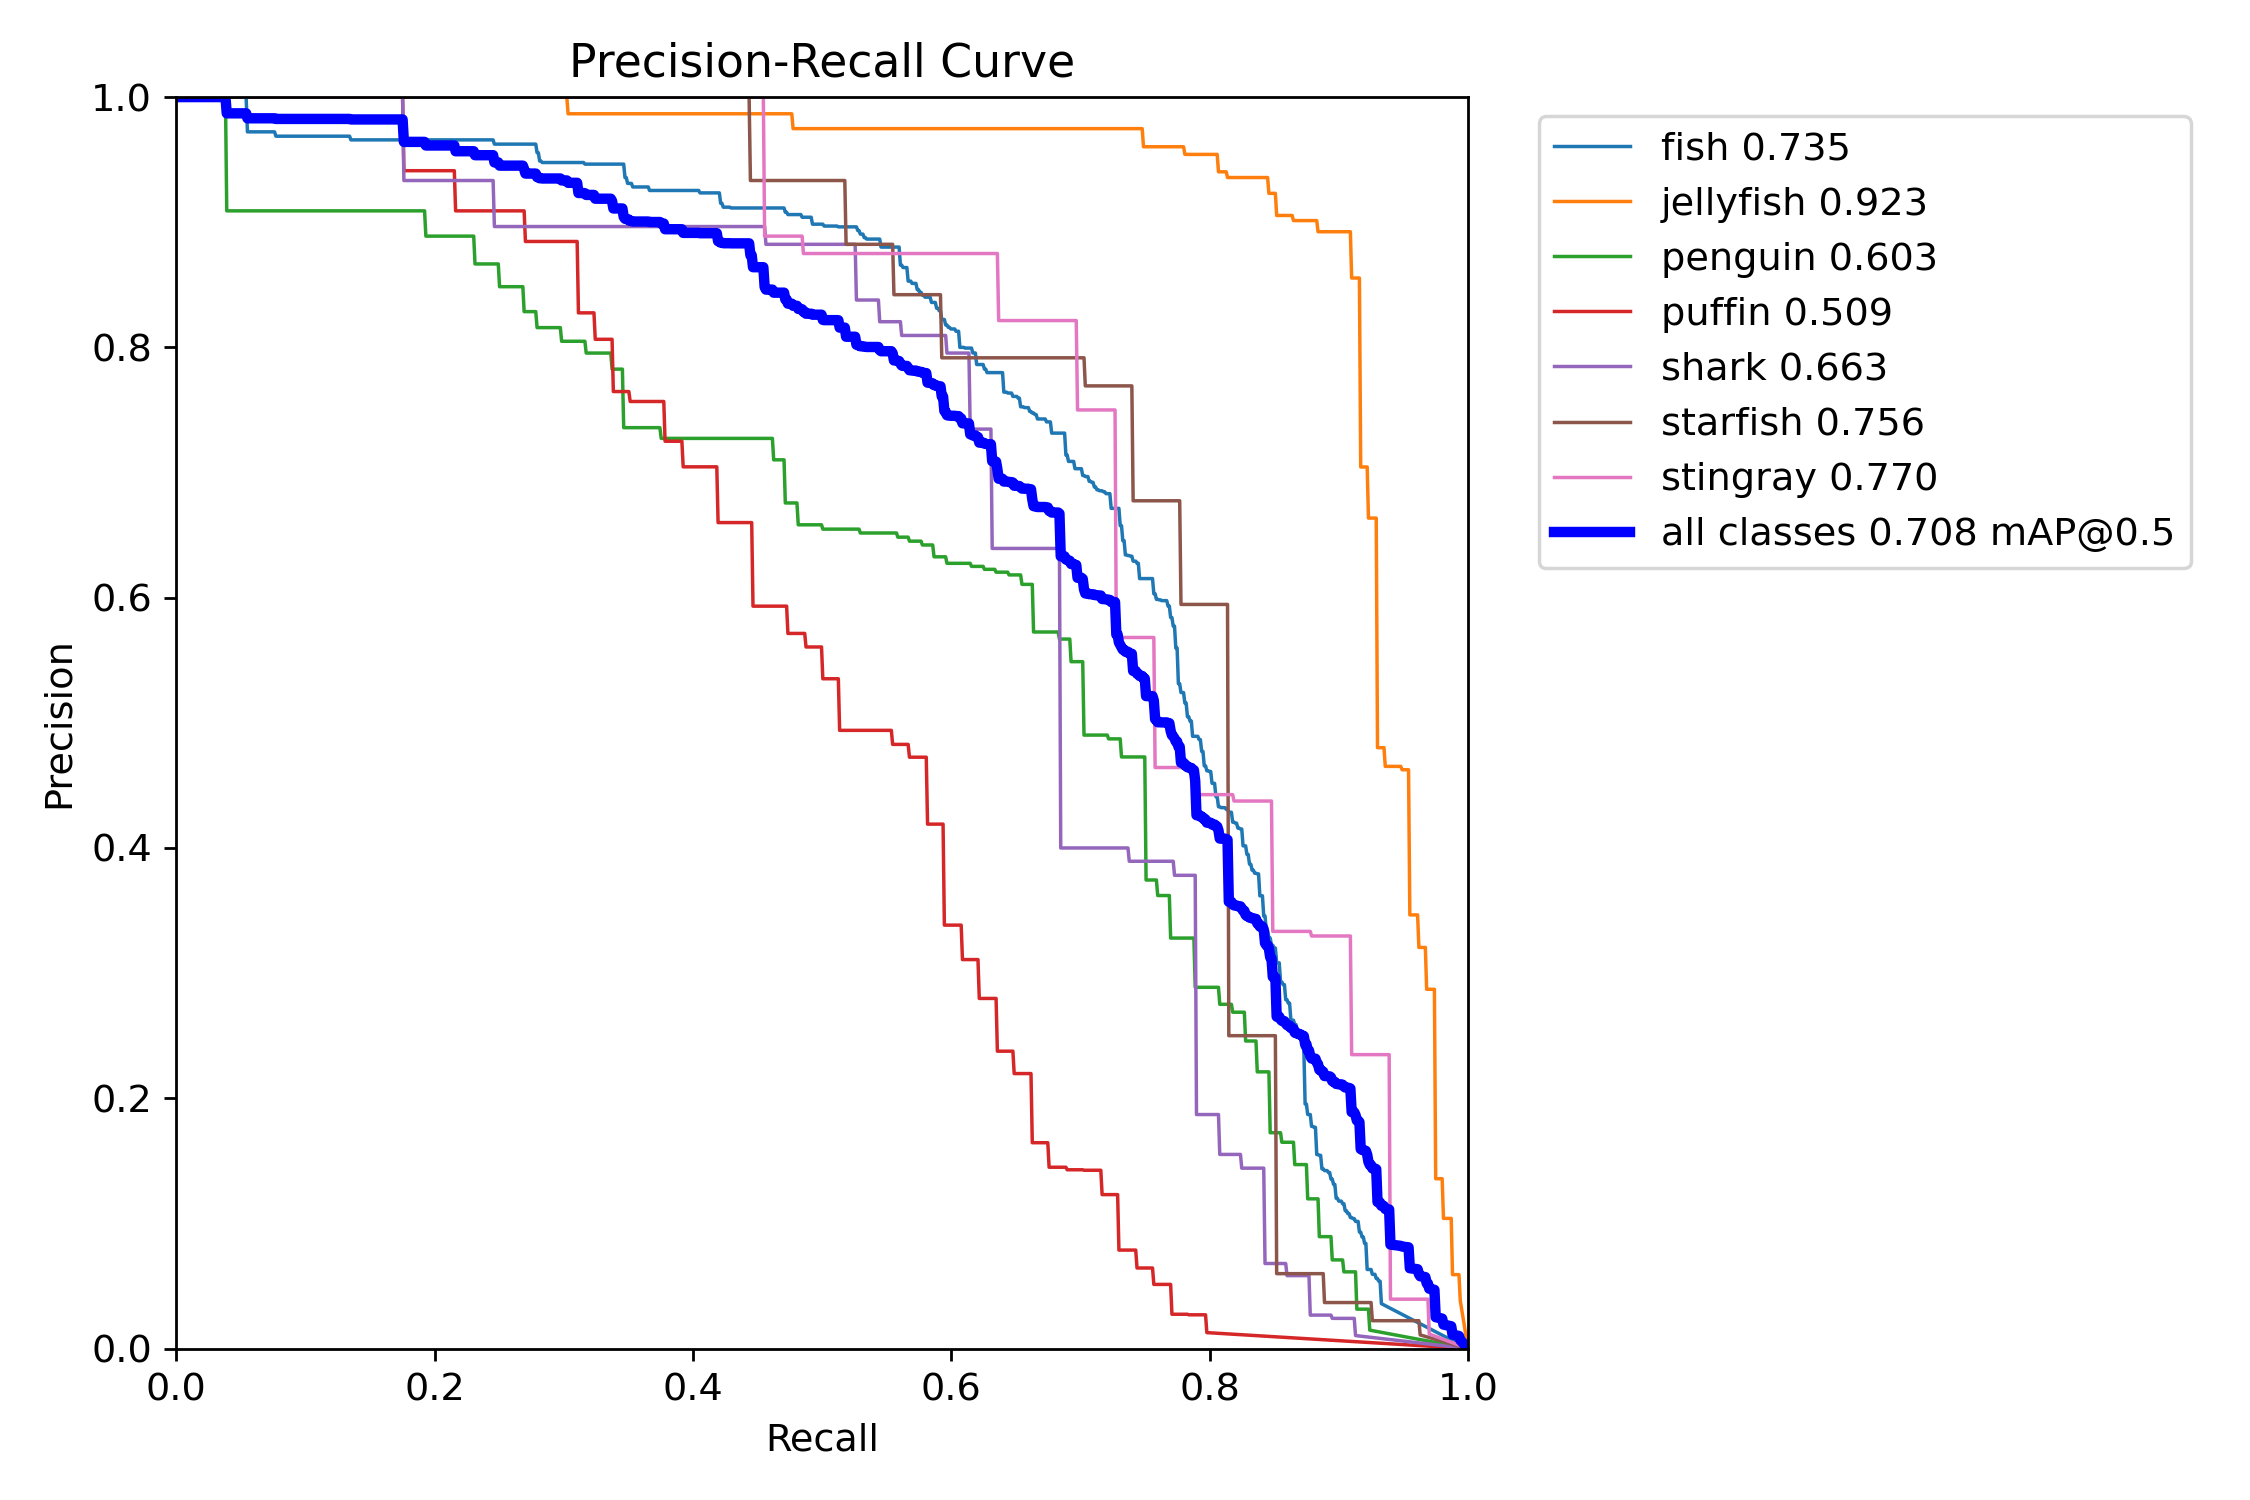 Precision-Recall Curve
1.0
0.8
0.6
0.4
0.2
0.0
Precision
0.0 0.2 0.4 0.6 0.8 1.0
Recall
fish 0.735
jellyfish 0.923
penguin 0.603
puffin 0.509
shark 0.663
starfish 0.756
stingray 0.770
all classes 0.708 mAP@0.5